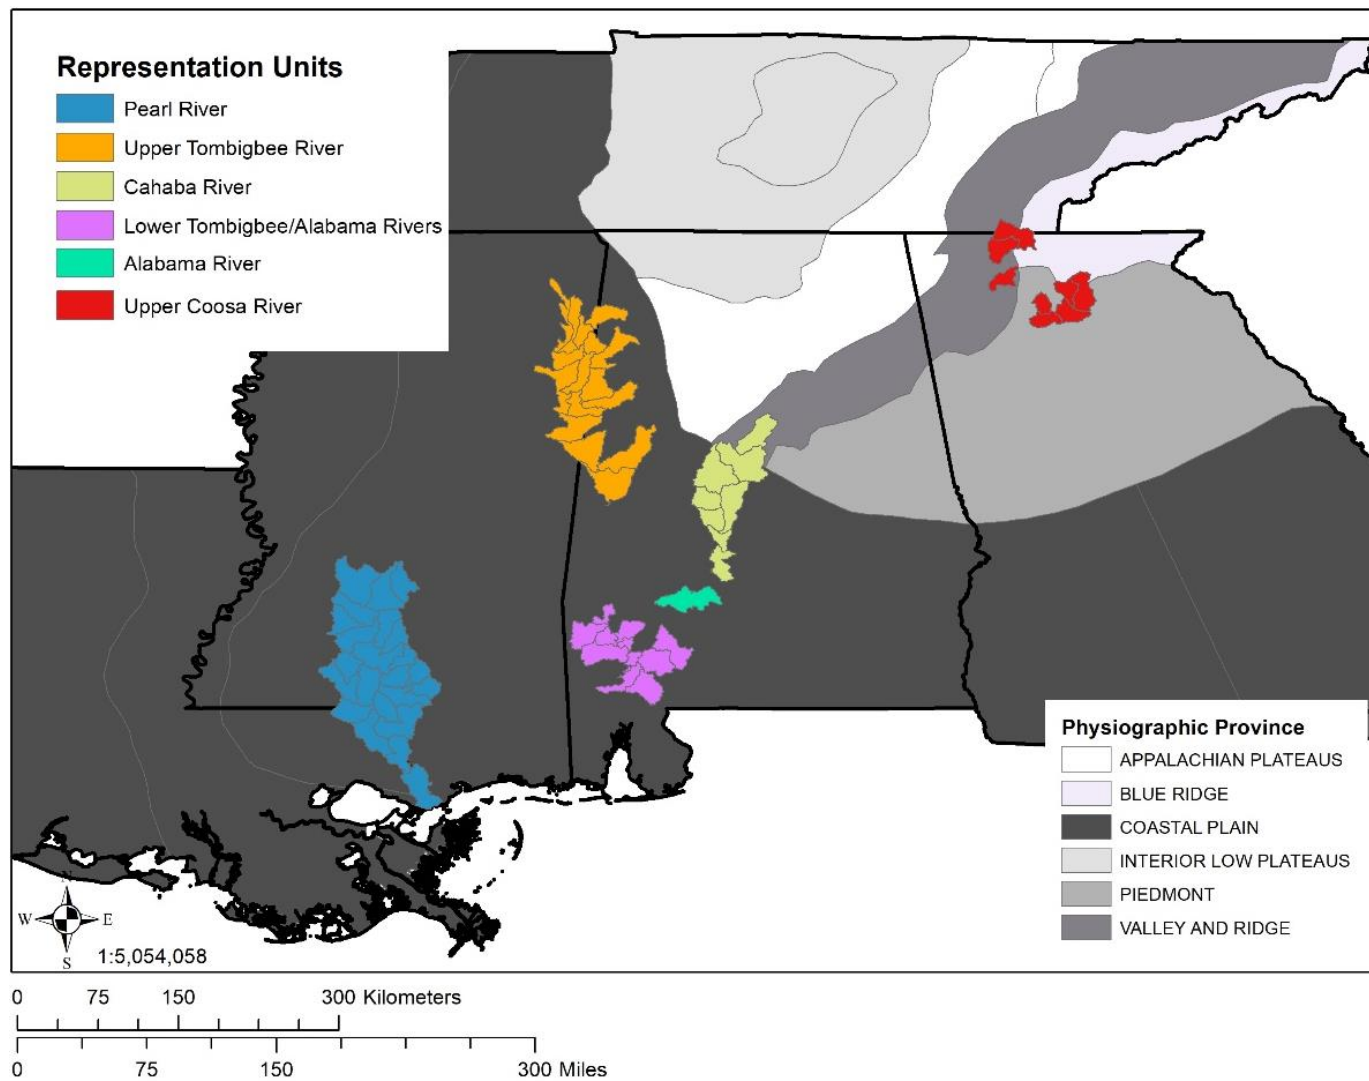 Representation Units
Pearl River
Upper Tombigbee River
Cahaba River
Lower Tombigbee/Alabama Rivers
Alabama River
Upper Coosa River
Physiographic Province
APPALACHIAN PLATEAUS
BLUE RIDGE
COASTAL PLAIN
INTERIOR LOW PLATEAUS
PIEDMONT
VALLEY AND RIDGE
N
W E
S
1:5,054,058
0 75 150 300 Kilometers
0 75 150 300 Miles